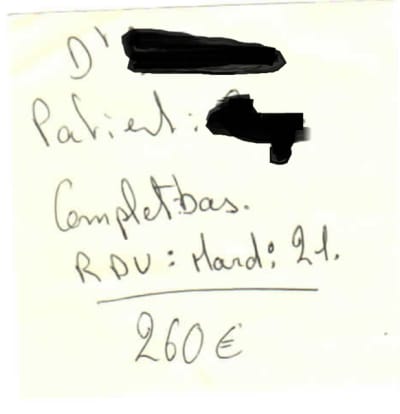 Dr
Patient:
Complet bas.
RDV: Mardi 21.
260€